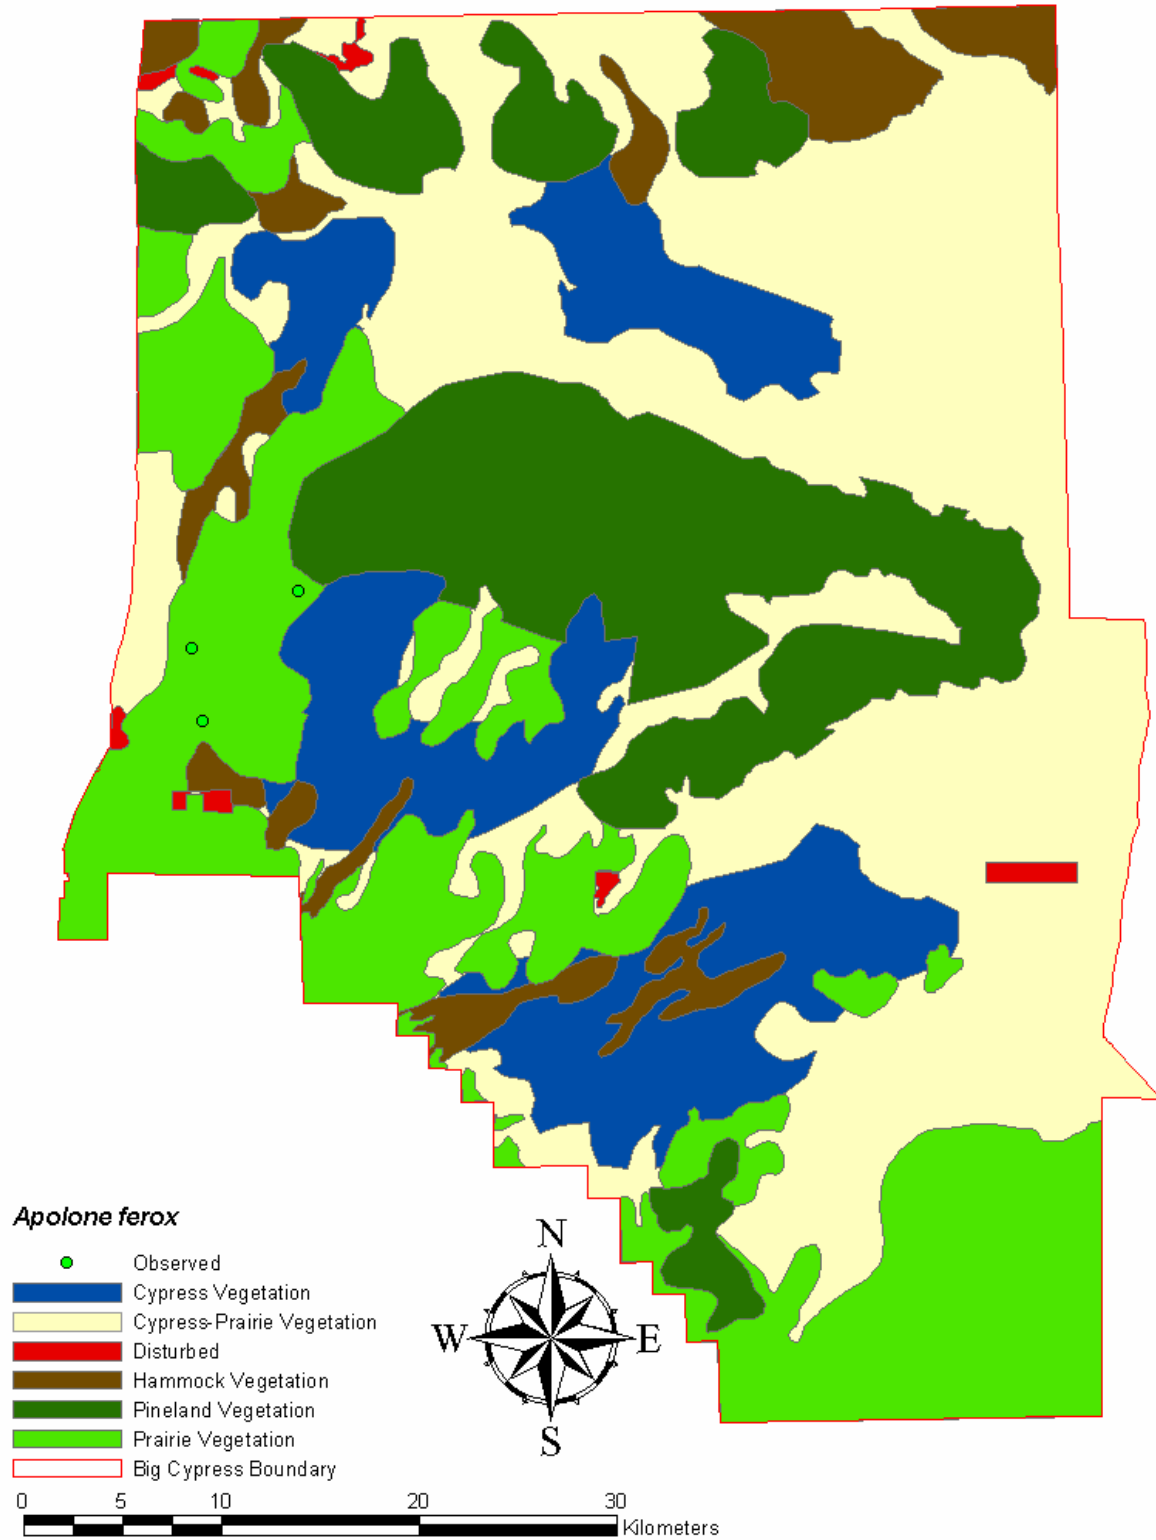 Apolone ferox
Observed
Cypress Vegetation
Cypress-Prairie Vegetation
Disturbed
Hammock Vegetation
Pineland Vegetation
Prairie Vegetation
Big Cypress Boundary
N
W E
S
0 5 10 20 30
Kilometers